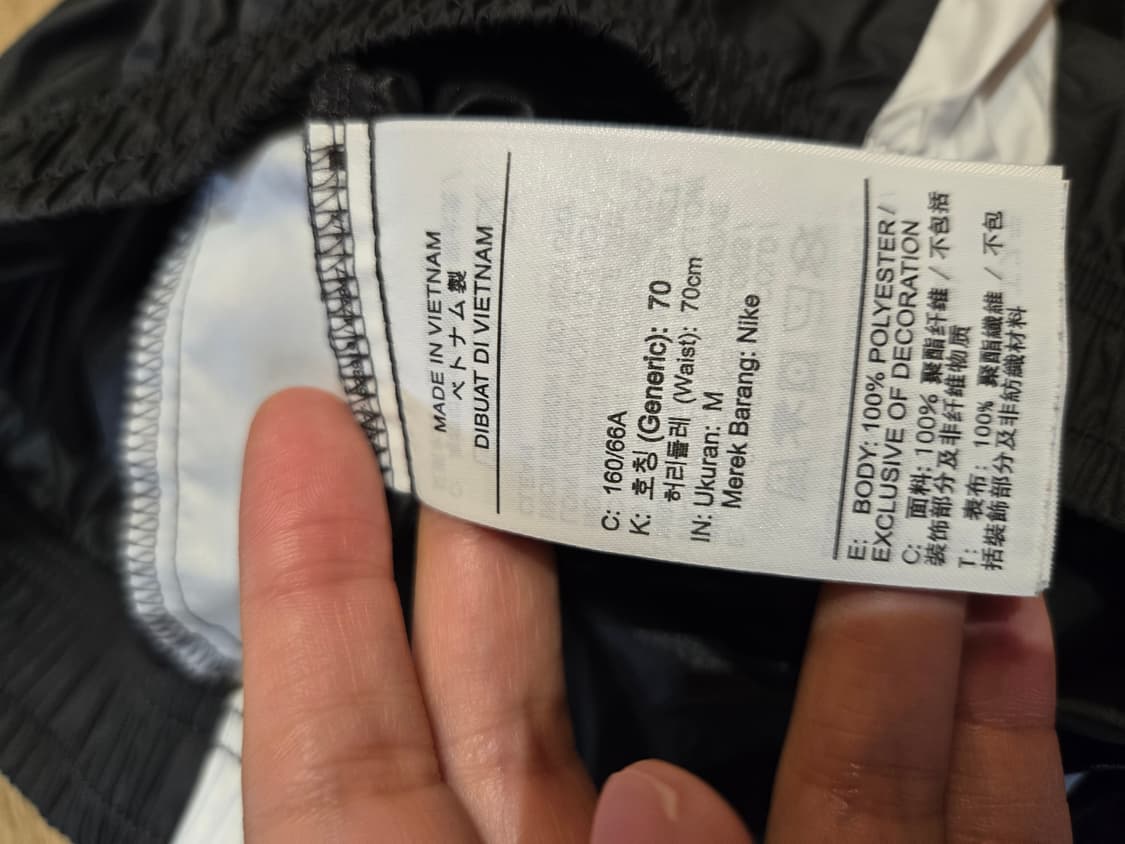 MADE IN VIETNAM
ベトナム製
DIBUAT DI VIETNAM
C: 160/66A
K: 호칭 (Generic): 70
허리둘레 (Waist): 70cm
IN: Ukuran: M
Merek Barang: Nike
E: BODY: 100% POLYESTER/
EXCLUSIVE OF DECORATION
C: 面料: 100% 聚酯纤维 / 不包括
装饰部分及非纤维物质
T: 表布: 100% 聚酯纖維 / 不包
括裝飾部分及非紡織材料